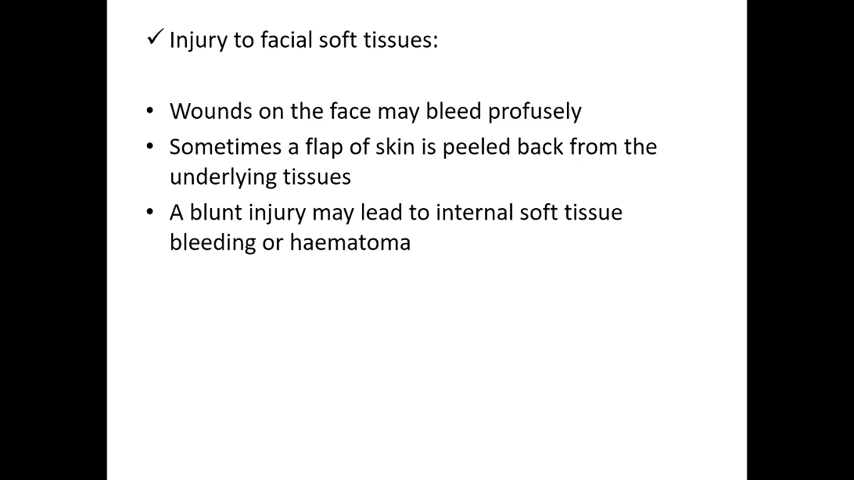 ✓ Injury to facial soft tissues:
• Wounds on the face may bleed profusely
• Sometimes a flap of skin is peeled back from the
underlying tissues
• A blunt injury may lead to internal soft tissue
bleeding or haematoma